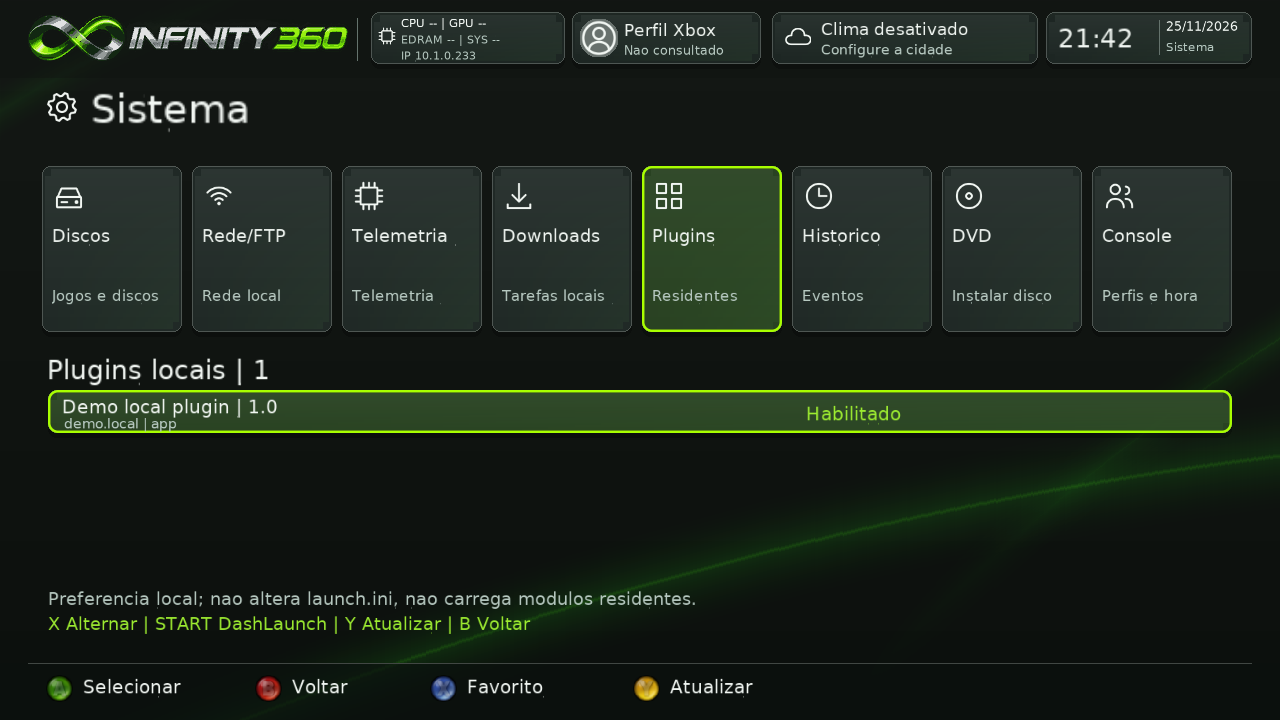 INFINITY 360
CPU -- | GPU --
EDRAM -- | SYS --
IP 10.1.0.233
Perfil Xbox
Nao consultado
Clima desativado
Configure a cidade
21:42
25/11/2026
Sistema
Sistema
Discos
Jogos e discos
Rede/FTP
Rede local
Telemetria
Telemetria
Downloads
Tarefas locais
Plugins
Residentes
Historico
Eventos
DVD
Instalar disco
Console
Perfis e hora
Plugins locais | 1
Demo local plugin | 1.0
demo.local | app
Habilitado
Preferencia local; nao altera launch.ini, nao carrega modulos residentes.
X Alternar | START DashLaunch | Y Atualizar | B Voltar
Selecionar
Voltar
Favorito
Atualizar